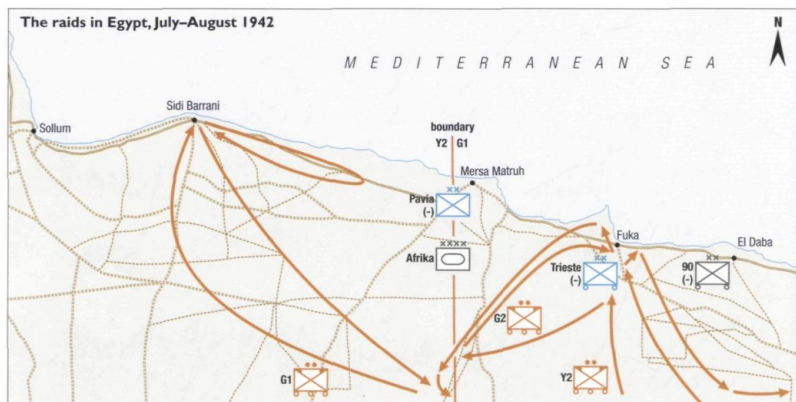 The raids in Egypt, July–August 1942
N
MEDITERRANEAN SEA
Sidi Barrani
Sollum
boundary
Y2 G1
Mersa Matruh
Pavia
(-)
Fuka
El Daba
Afrika
Trieste
(-)
90
(-)
G2
G1
Y2